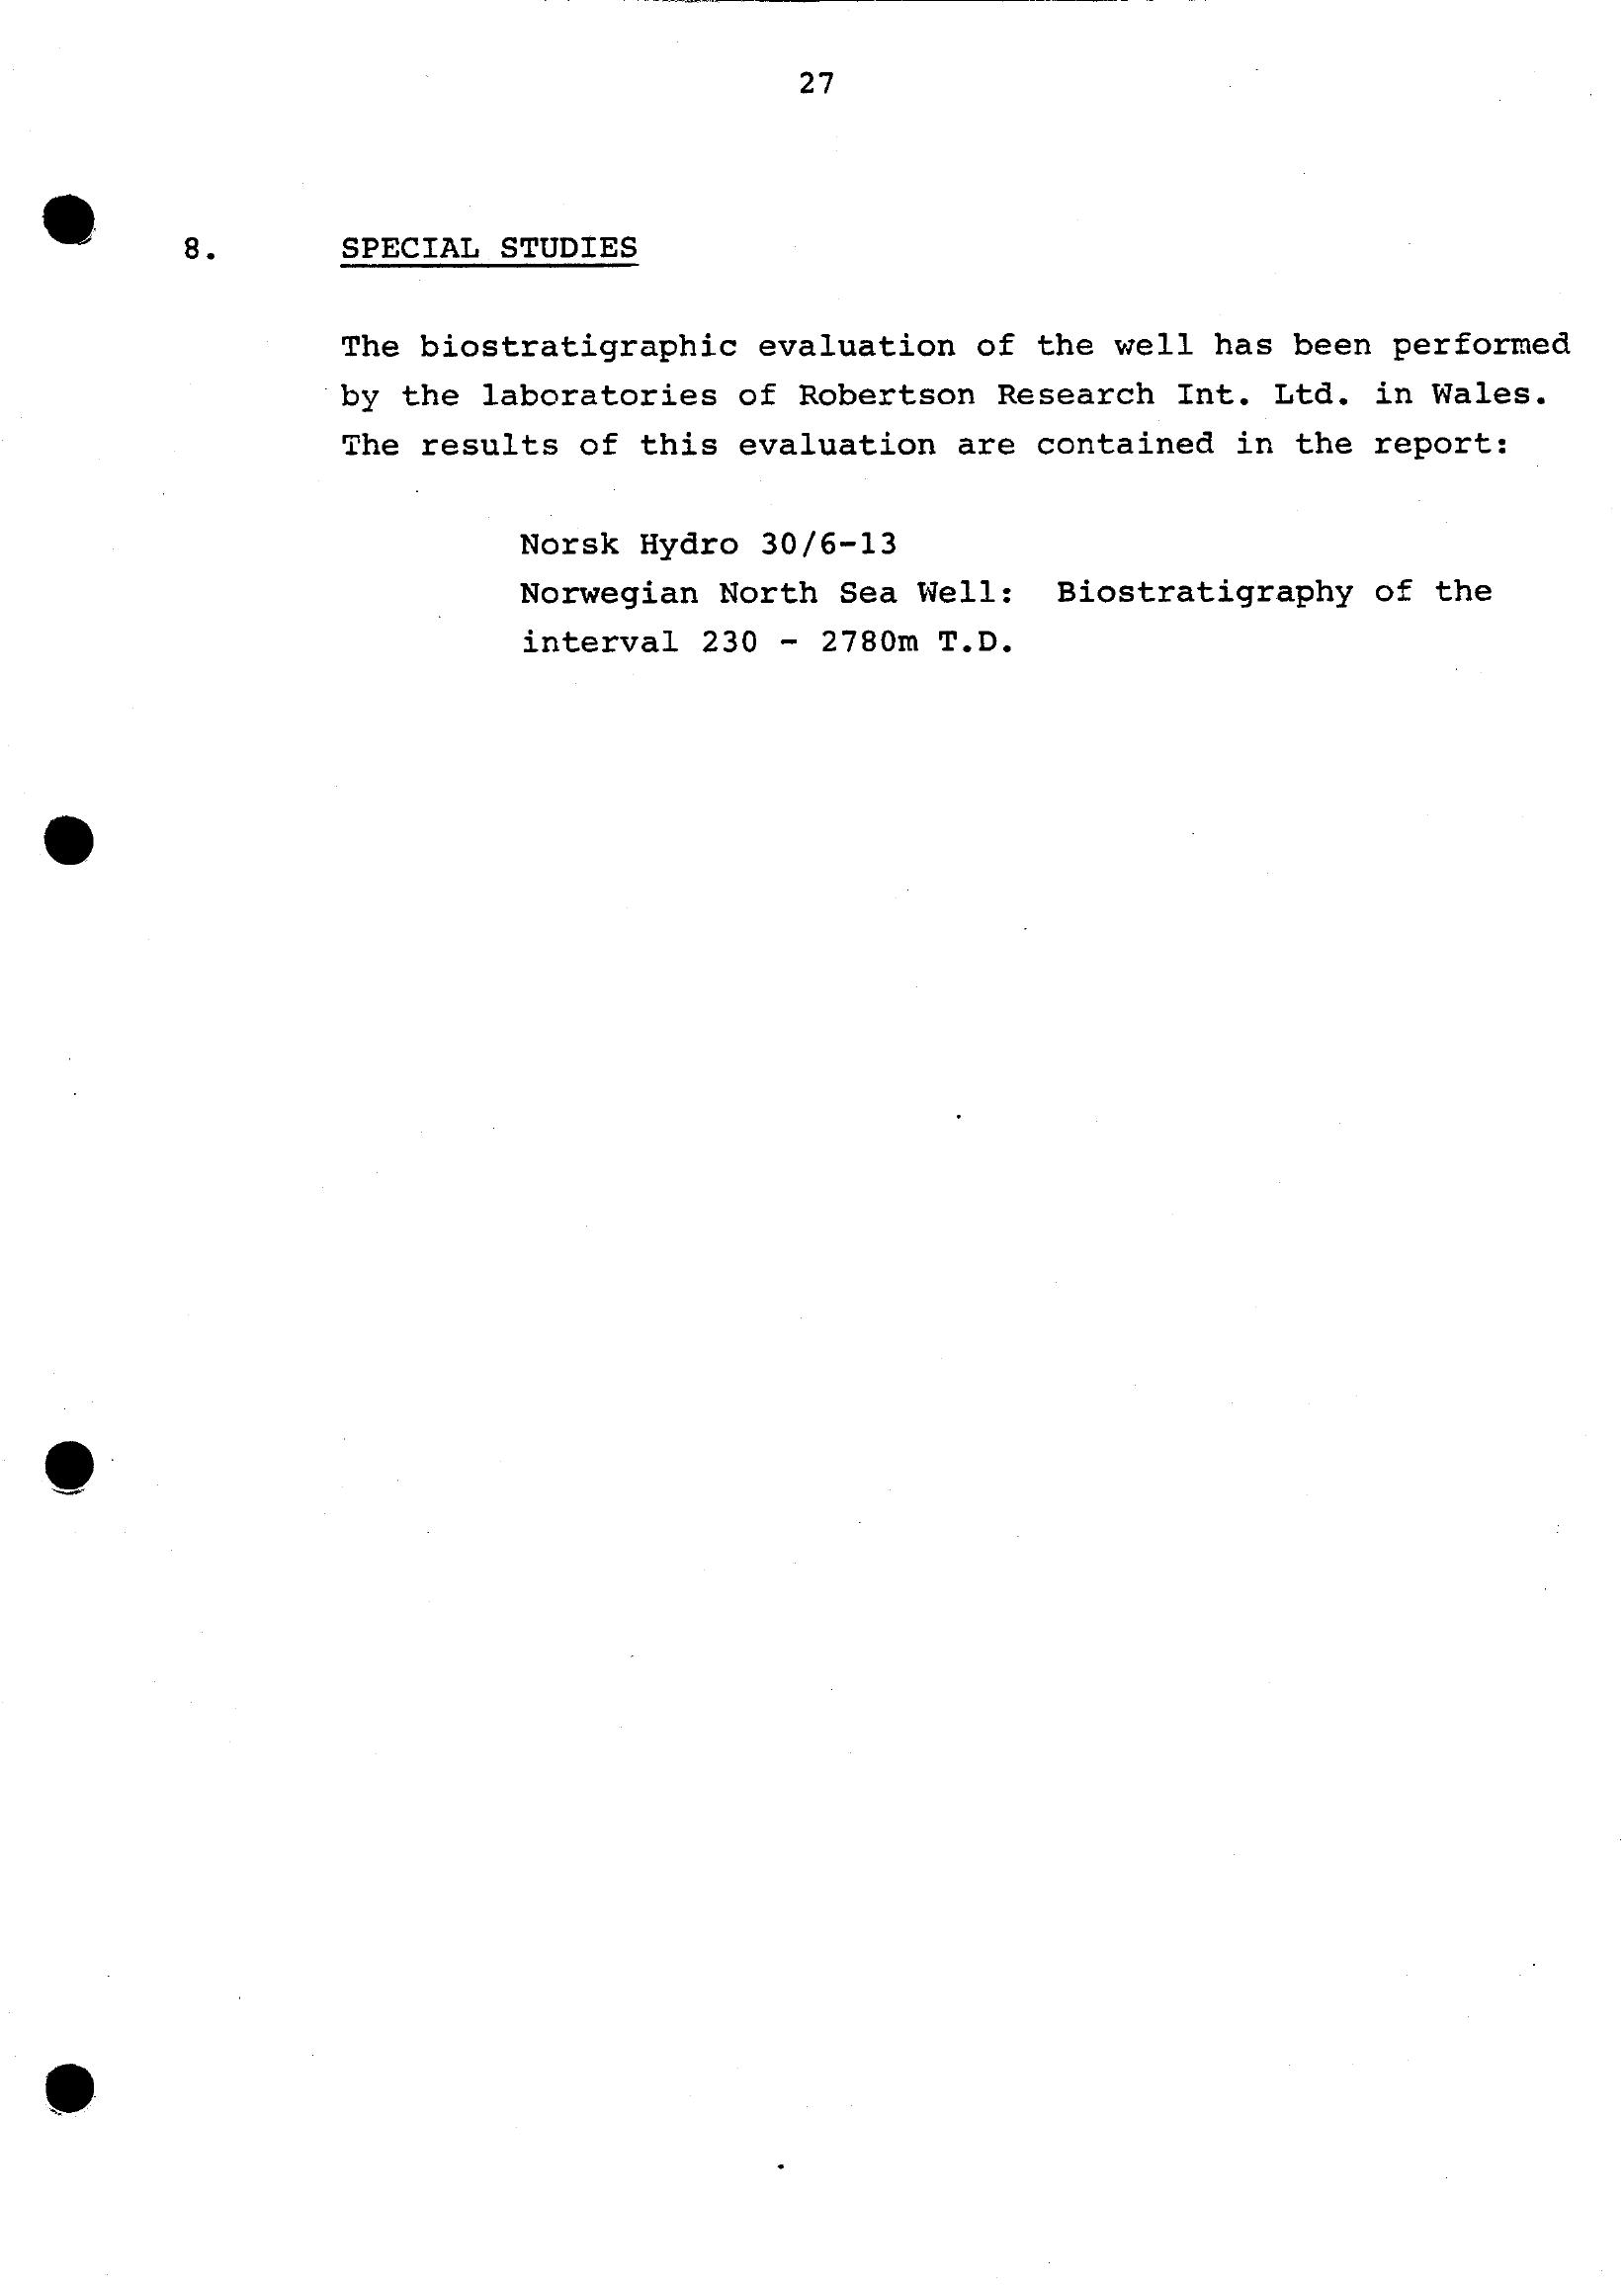 27
8. SPECIAL STUDIES
The biostratigraphic evaluation of the well has been performed
by the laboratories of Robertson Research Int. Ltd. in Wales.
The results of this evaluation are contained in the report:
Norsk Hydro 30/6-13
Norwegian North Sea Well: Biostratigraphy of the
interval 230 - 2780m T.D.